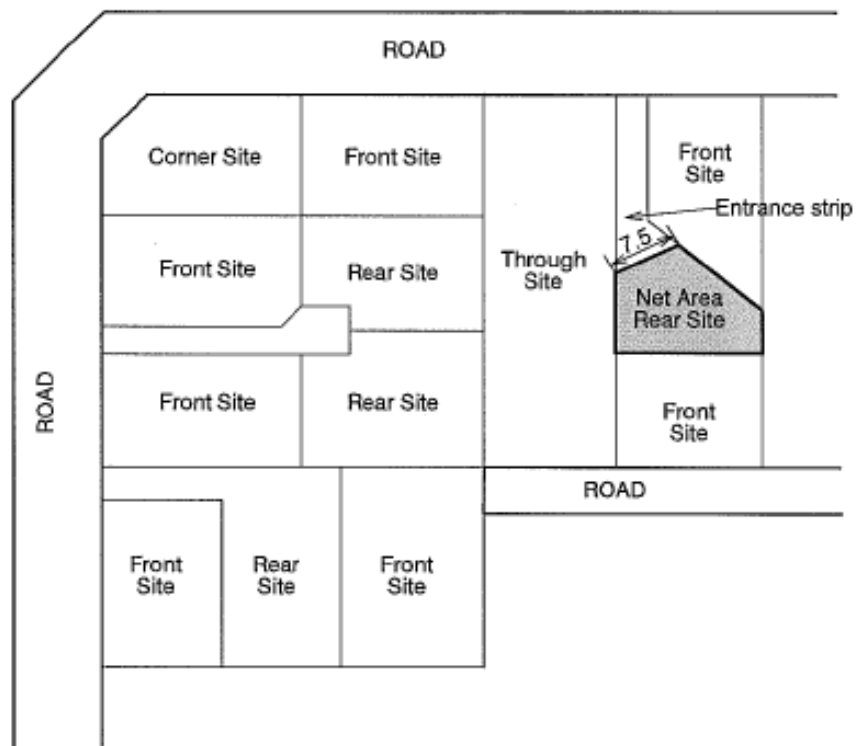 ROAD
Corner Site
Front Site
Front
Site
Entrance strip
7.5
Front Site
Rear Site
Through
Site
Net Area
Rear Site
ROAD
Front Site
Rear Site
Front
Site
ROAD
Front
Site
Rear
Site
Front
Site